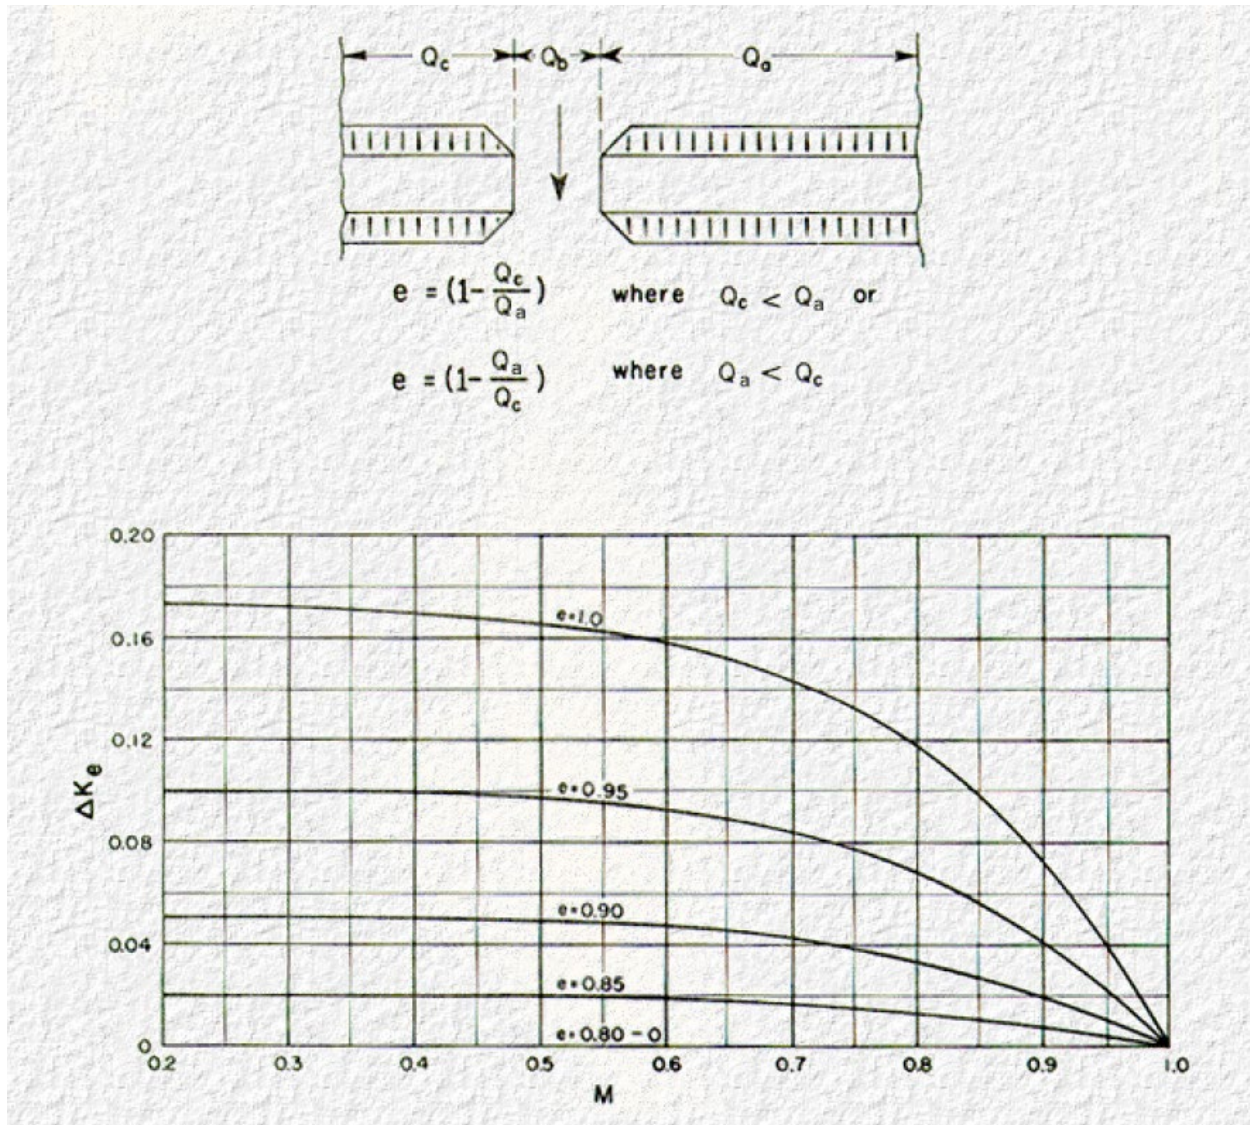 Qc Qb Qa
e = (1- Qc/Qa) where Qc < Qa or
e = (1- Qa/Qc) where Qa < Qc
0.20
0.16
0.12
0.08
0.04
0
ΔKe
e=1.0
e=0.95
e=0.90
e=0.85
e=0.80-0
0.2 0.3 0.4 0.5 0.6 0.7 0.8 0.9 1.0
M